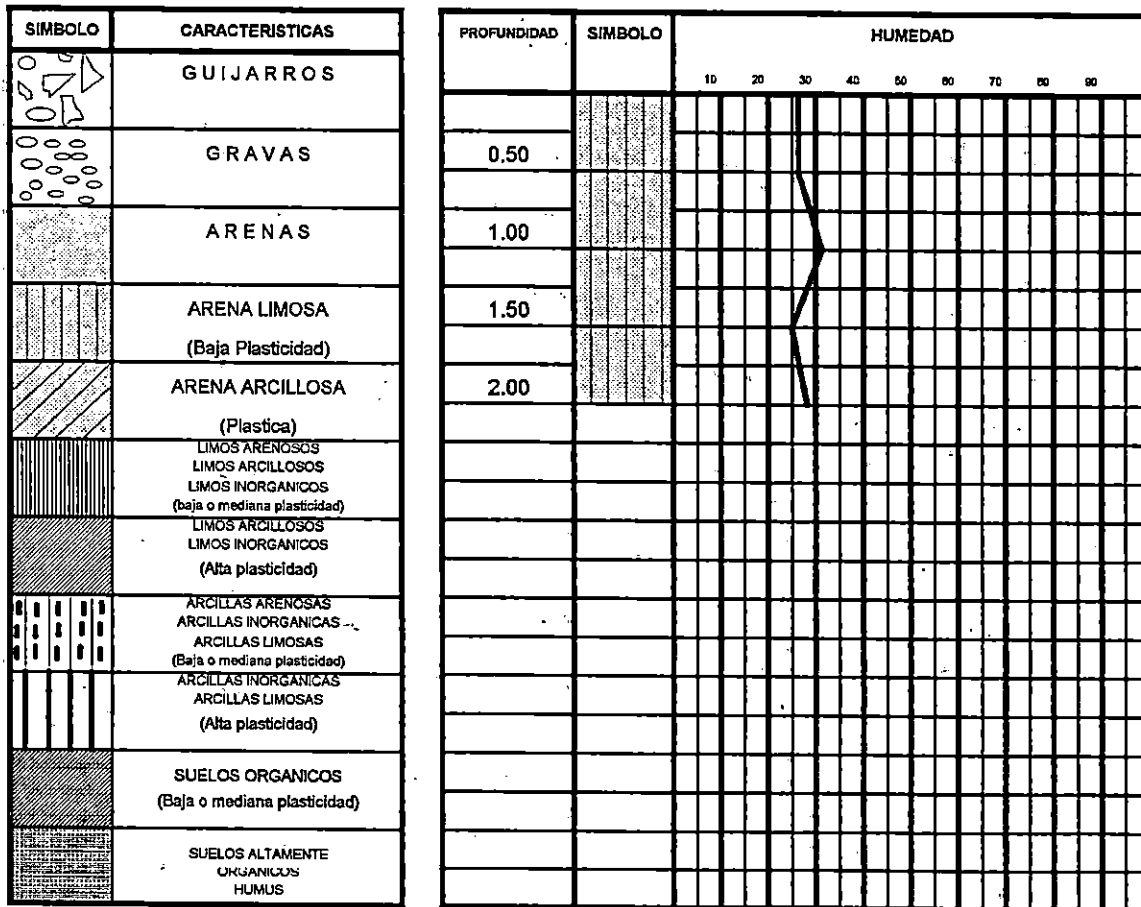 SIMBOLO
CARACTERISTICAS
GUIJARROS
GRAVAS
ARENAS
ARENA LIMOSA
(Baja Plasticidad)
ARENA ARCILLOSA
(Plastica)
LIMOS ARENOSOS
LIMOS ARCILLOSOS
LIMOS INORGANICOS
(baja o mediana plasticidad)
LIMOS ARCILLOSOS
LIMOS INORGANICOS
(Alta plasticidad)
ARCILLAS ARENOSAS
ARCILLAS INORGANICAS
ARCILLAS LIMOSAS
(Baja o mediana plasticidad)
ARCILLAS INORGANICAS
ARCILLAS LIMOSAS
(Alta plasticidad)
SUELOS ORGANICOS
(Baja o mediana plasticidad)
SUELOS ALTAMENTE
ORGANICOS
HUMUS
PROFUNDIDAD
SIMBOLO
HUMEDAD
10 20 30 40 50 60 70 80 90
0.50
1.00
1.50
2.00